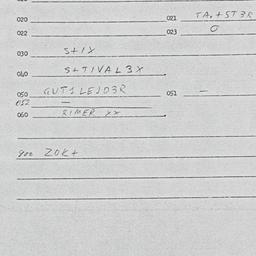 020 021 TA.+ST3R
022 023 0
030 S+IX
040 S+TIVAL3X
050 GUT1LEJ03R 051 —
052 —
060 RIMER XX
900 ZOK+